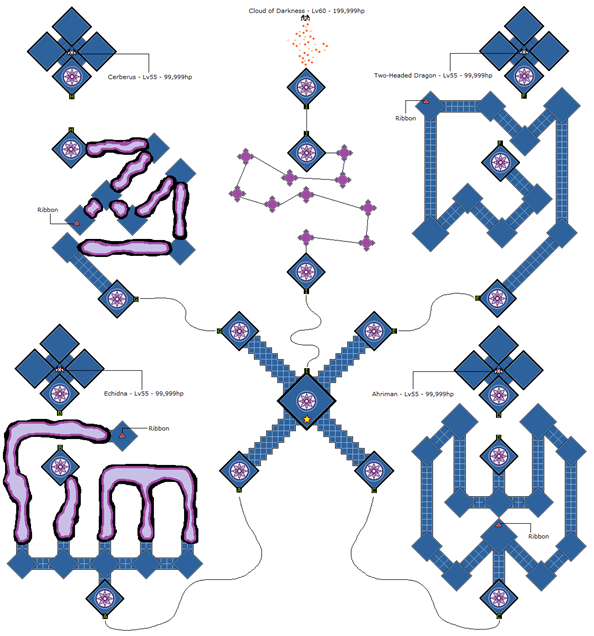 Cloud of Darkness - Lv60 - 199,999hp
Cerberus - Lv55 - 99,999hp
Two-Headed Dragon - Lv55 - 99,999hp
Ribbon
Ribbon
Echidna - Lv55 - 99,999hp
Ahriman - Lv55 - 99,999hp
Ribbon
Ribbon